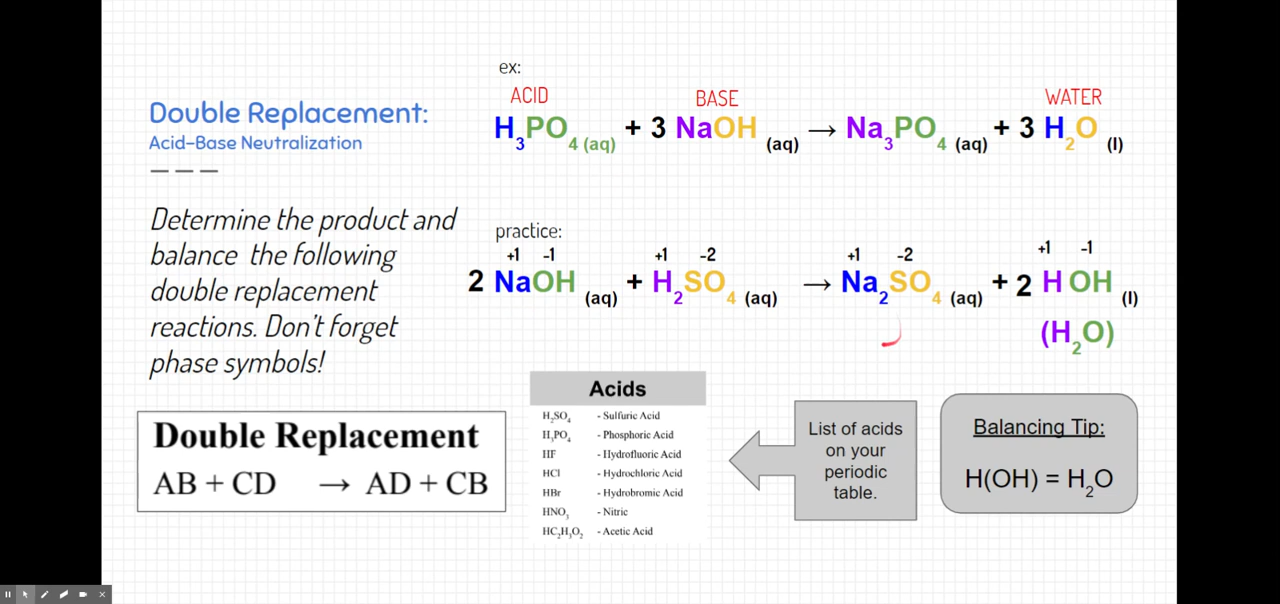 ex:
ACID BASE WATER
H₃PO₄ (aq) + 3 NaOH (aq) → Na₃PO₄ (aq) + 3 H₂O (l)
Double Replacement:
Acid-Base Neutralization
Determine the product and
balance the following
double replacement
reactions. Don't forget
phase symbols!
practice:
+1 -1 +1 -2 +1 -2 +1 -1
2 NaOH (aq) + H₂SO₄ (aq) → Na₂SO₄ (aq) + 2 H OH (l)
(H₂O)
Double Replacement
AB + CD → AD + CB
Acids
H₂SO₄ - Sulfuric Acid
H₃PO₄ - Phosphoric Acid
HF - Hydrofluoric Acid
HCl - Hydrochloric Acid
HBr - Hydrobromic Acid
HNO₃ - Nitric
HC₂H₃O₂ - Acetic Acid
List of acids
on your
periodic
table.
Balancing Tip:
H(OH) = H₂O